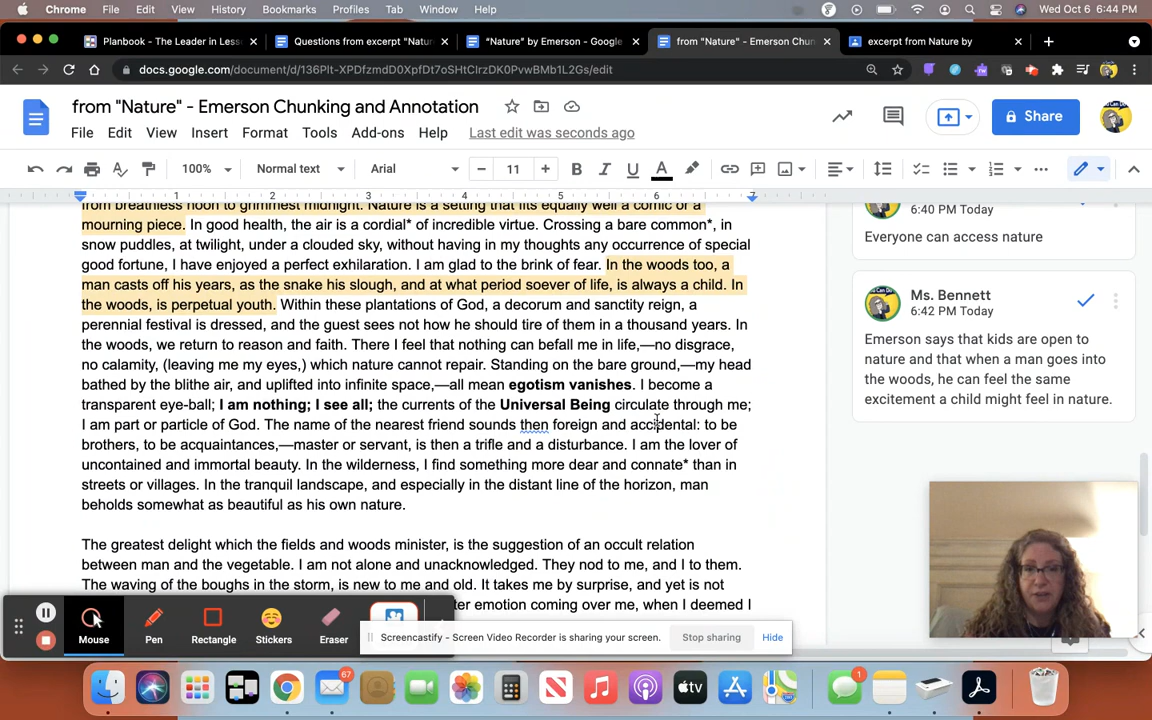 Chrome File Edit View History Bookmarks Profiles Tab Window Help Wed Oct 6 6:44 PM
Planbook - The Leader in Less Questions from excerpt "Natur "Nature" by Emerson - Google from "Nature" - Emerson Chun excerpt from Nature by
docs.google.com/document/d/136PIt-XPDfzmdD0XpfDt7oSHtCIrzDK0PvwBMb1L2Gs/edit
from "Nature" - Emerson Chunking and Annotation
File Edit View Insert Format Tools Add-ons Help Last edit was seconds ago
Share
100% Normal text Arial 11
1 2 3 4 5 6 7
from breathless noon to grimmest midnight. Nature is a setting that fits equally well a comic or a
mourning piece. In good health, the air is a cordial* of incredible virtue. Crossing a bare common*, in
snow puddles, at twilight, under a clouded sky, without having in my thoughts any occurrence of special
good fortune, I have enjoyed a perfect exhilaration. I am glad to the brink of fear. In the woods too, a
man casts off his years, as the snake his slough, and at what period soever of life, is always a child. In
the woods, is perpetual youth. Within these plantations of God, a decorum and sanctity reign, a
perennial festival is dressed, and the guest sees not how he should tire of them in a thousand years. In
the woods, we return to reason and faith. There I feel that nothing can befall me in life,—no disgrace,
no calamity, (leaving me my eyes,) which nature cannot repair. Standing on the bare ground,—my head
bathed by the blithe air, and uplifted into infinite space,—all mean egotism vanishes. I become a
transparent eye-ball; I am nothing; I see all; the currents of the Universal Being circulate through me;
I am part or particle of God. The name of the nearest friend sounds then foreign and accidental: to be
brothers, to be acquaintances,—master or servant, is then a trifle and a disturbance. I am the lover of
uncontained and immortal beauty. In the wilderness, I find something more dear and connate* than in
streets or villages. In the tranquil landscape, and especially in the distant line of the horizon, man
beholds somewhat as beautiful as his own nature.
The greatest delight which the fields and woods minister, is the suggestion of an occult relation
between man and the vegetable. I am not alone and unacknowledged. They nod to me, and I to them.
The waving of the boughs in the storm, is new to me and old. It takes me by surprise, and yet is not
ter emotion coming over me, when I deemed I
6:40 PM Today
Everyone can access nature
Ms. Bennett
6:42 PM Today
Emerson says that kids are open to
nature and that when a man goes into
the woods, he can feel the same
excitement a child might feel in nature.
Mouse Pen Rectangle Stickers Eraser
Screencastify - Screen Video Recorder is sharing your screen. Stop sharing Hide
67
1